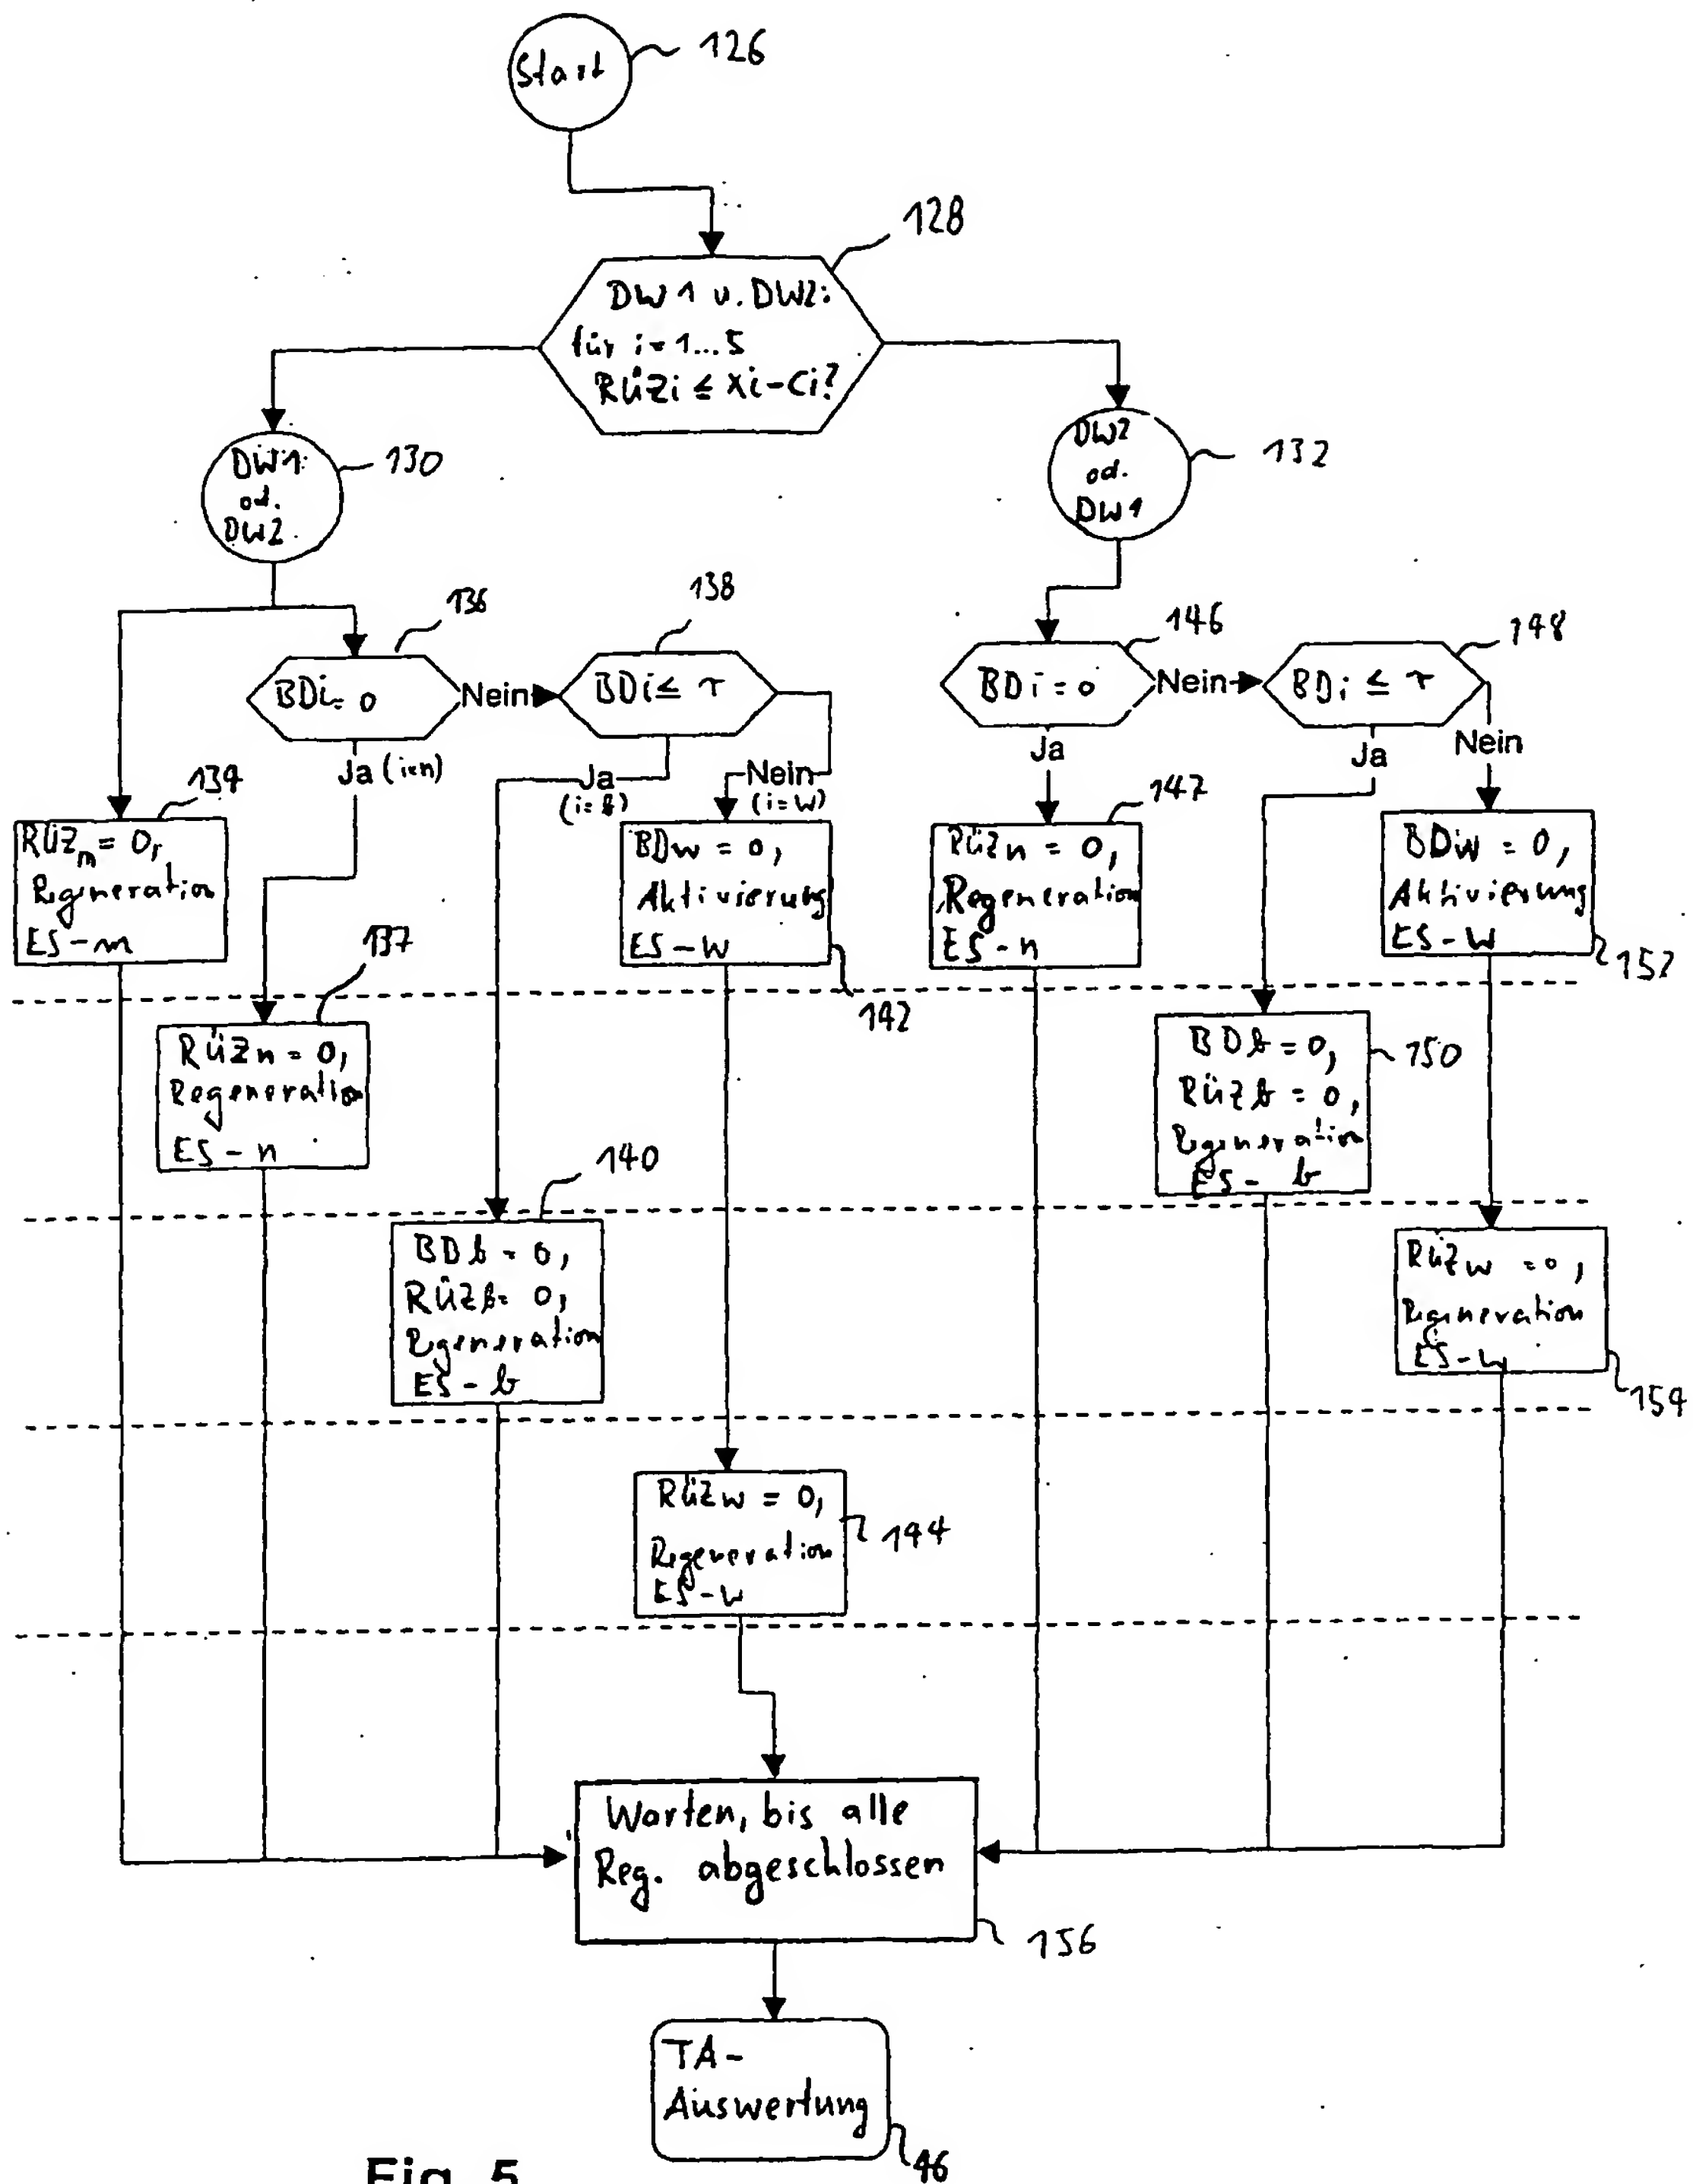 Start
126
128
DW1 u. DW2:
für i=1...5
RÜZi ≤ Xi-Ci?
DW1
od.
DW2
130
DW2
od.
DW1
132
136
138
146
148
BDi=0
Nein
BDi ≤ τ
BDi=0
Nein
BDi ≤ τ
Ja (i=n)
Ja
(i=b)
Nein
(i=w)
Ja
Ja
Nein
134
RÜZm = 0,
Regeneration
ES-m
BDw = 0,
Aktivierung
ES-w
142
147
RÜZn = 0,
Regeneration
ES-n
BDiw = 0,
Aktivierung
ES-W
152
137
RÜZn = 0,
Regeneration
ES-n
BDb = 0,
RÜZb = 0,
Regeneration
ES-b
150
140
BDb = 0,
RÜZb = 0,
Regeneration
ES-b
RÜZw = 0,
Regeneration
ES-w
154
RÜZw = 0,
Regeneration
ES-w
144
Warten, bis alle
Reg. abgeschlossen
156
TA-
Auswertung
46
Fig. 5